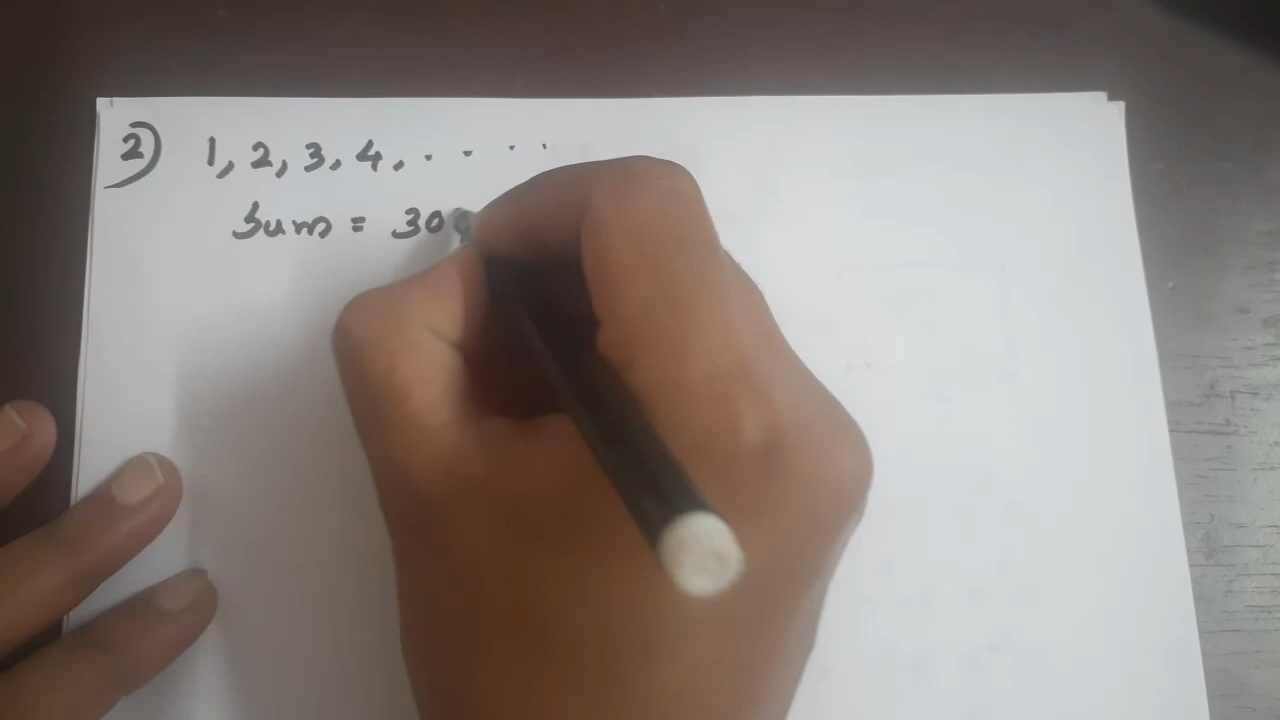 2) 1, 2, 3, 4, . . . .
Sum = 30